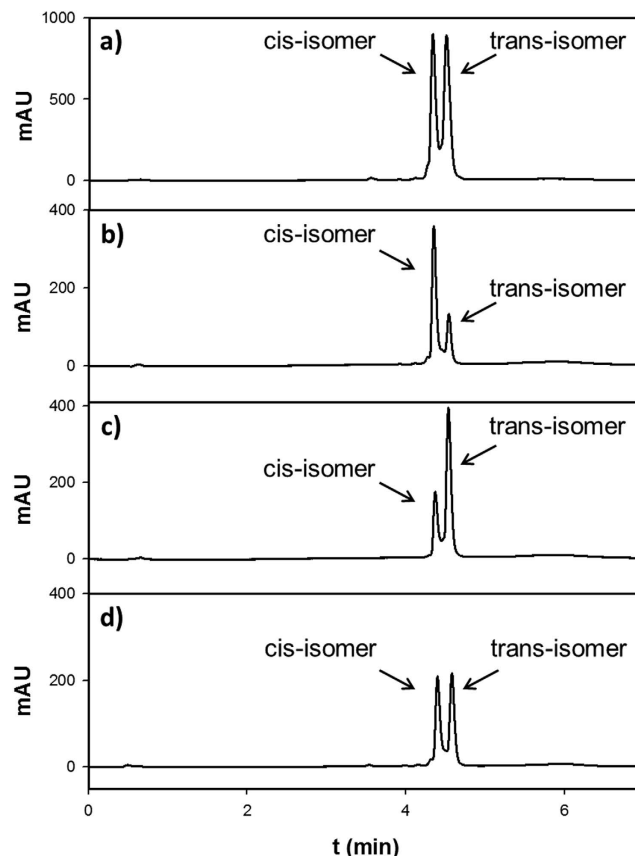 1000
a)
cis-isomer trans-isomer
mAU
500
0
400
b)
cis-isomer
trans-isomer
mAU
200
0
400
c)
trans-isomer
cis-isomer
mAU
200
0
400
d)
cis-isomer trans-isomer
mAU
200
0
0 2 4 6
t (min)